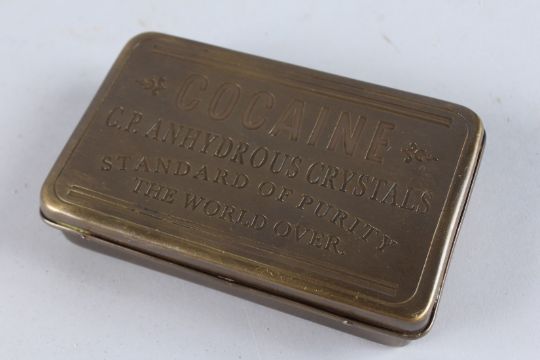 COCAINE
C.P. ANHYDROUS CRYSTALS
STANDARD OF PURITY
THE WORLD OVER.